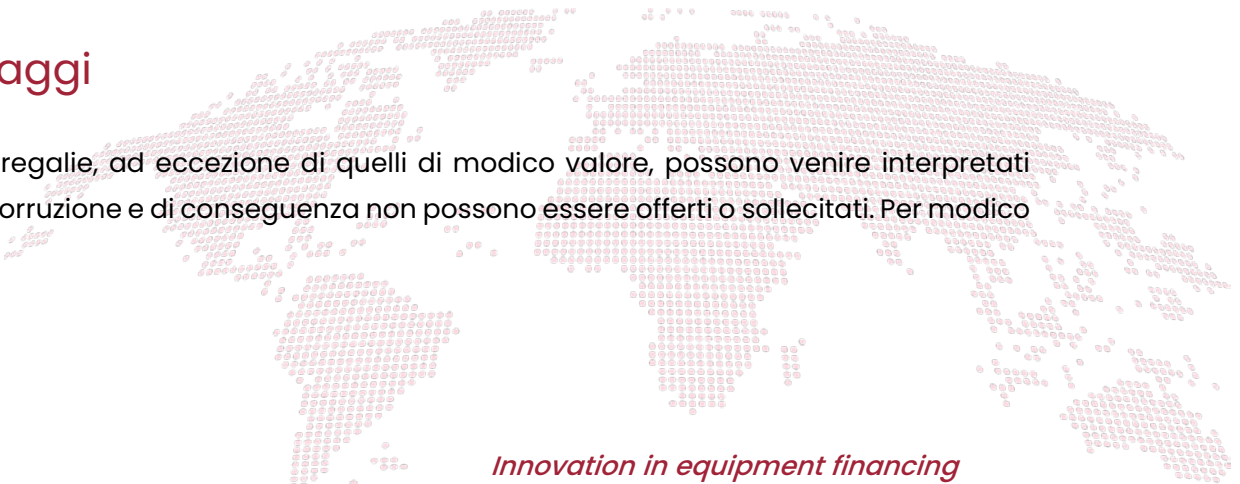 aggi
regalie, ad eccezione di quelli di modico valore, possono venire interpretati
orruzione e di conseguenza non possono essere offerti o sollecitati. Per modico
Innovation in equipment financing